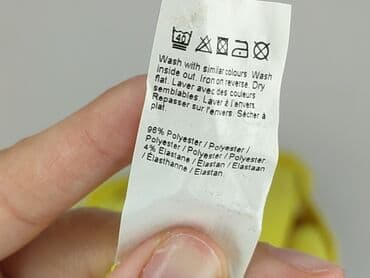 40
Wash with similar colours. Wash
inside out. Iron on reverse. Dry
flat. Laver avec des couleurs
semblables. Laver à l'envers.
Repasser sur l'envers. Sécher à
plat
96% Polyester / Polyester /
Polyester / Polyester / Polyester
4% Elastane / Elastan / Elastaan
/ Elasthanne / Elastan